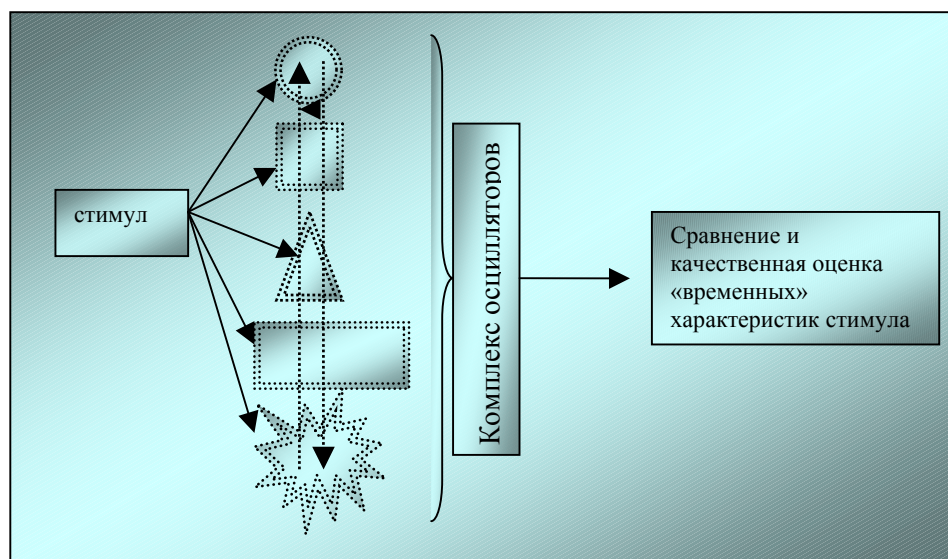 стимул
Комплекс осцилляторов
Сравнение и
качественная оценка
«временных»
характеристик стимула